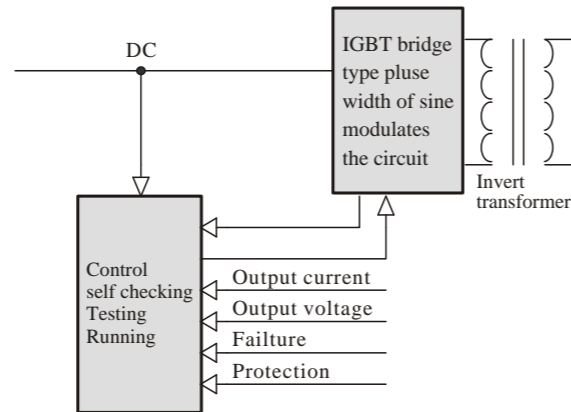 DC
IGBT bridge
type pluse
width of sine
modulates
the circuit
Invert
transformer
Control
self checking
Testing
Running
Output current
Output voltage
Failture
Protection